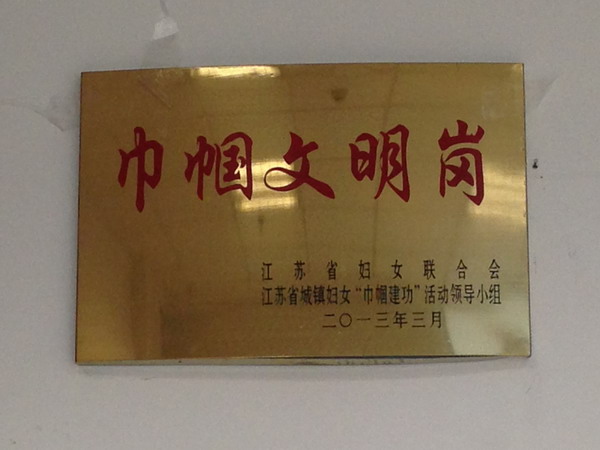 巾帼文明岗
江苏省妇女联合会
江苏省城镇妇女“巾帼建功”活动领导小组
二〇一三年三月